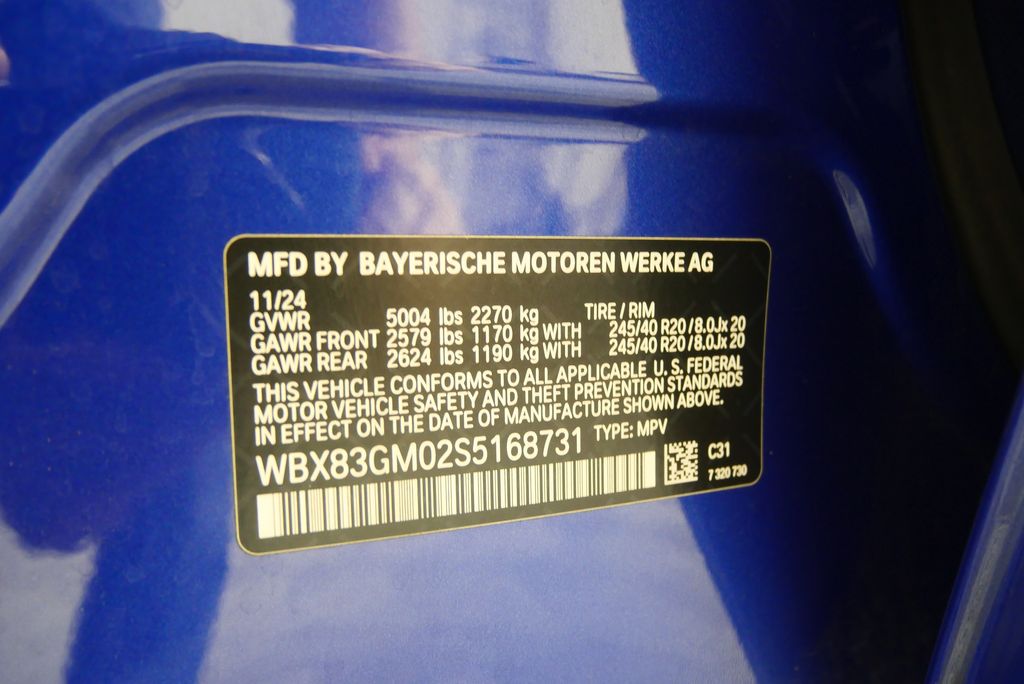 MFD BY BAYERISCHE MOTOREN WERKE AG
11/24
GVWR 5004 lbs 2270 kg TIRE / RIM
GAWR FRONT 2579 lbs 1170 kg WITH 245/40 R20 / 8.0Jx 20
GAWR REAR 2624 lbs 1190 kg WITH 245/40 R20 / 8.0Jx 20
THIS VEHICLE CONFORMS TO ALL APPLICABLE U.S. FEDERAL
MOTOR VEHICLE SAFETY AND THEFT PREVENTION STANDARDS
IN EFFECT ON THE DATE OF MANUFACTURE SHOWN ABOVE.
WBX83GM02S5168731 TYPE: MPV
C31
7 320 730